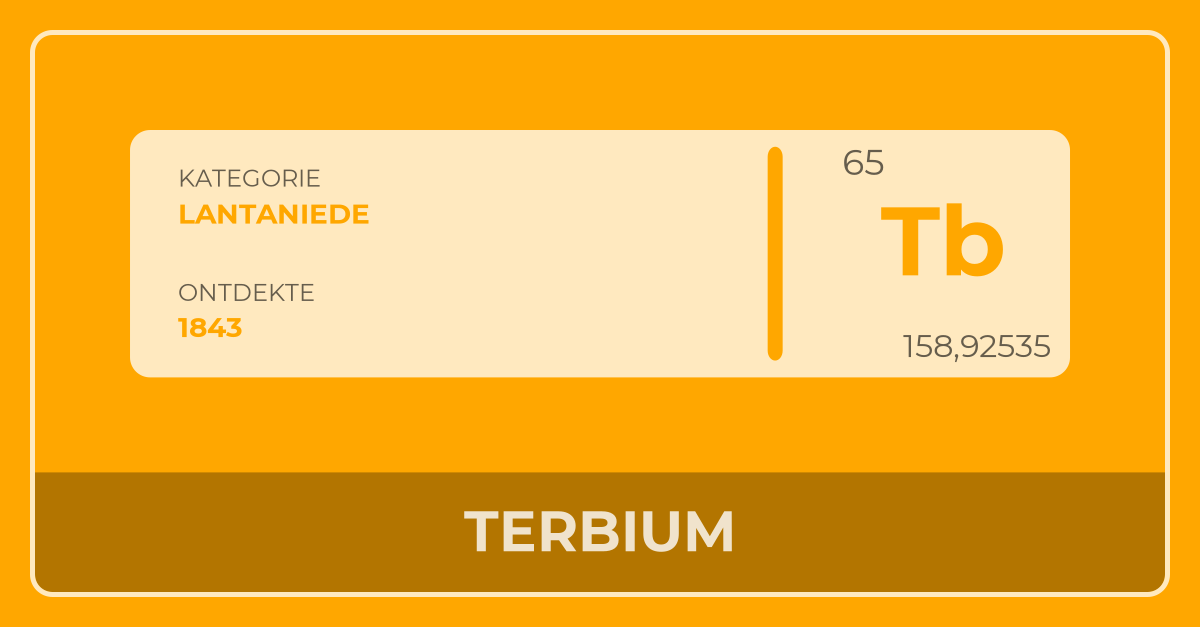 KATEGORIE
LANTANIEDE
ONTDEKTE
1843
65
Tb
158,92535
TERBIUM